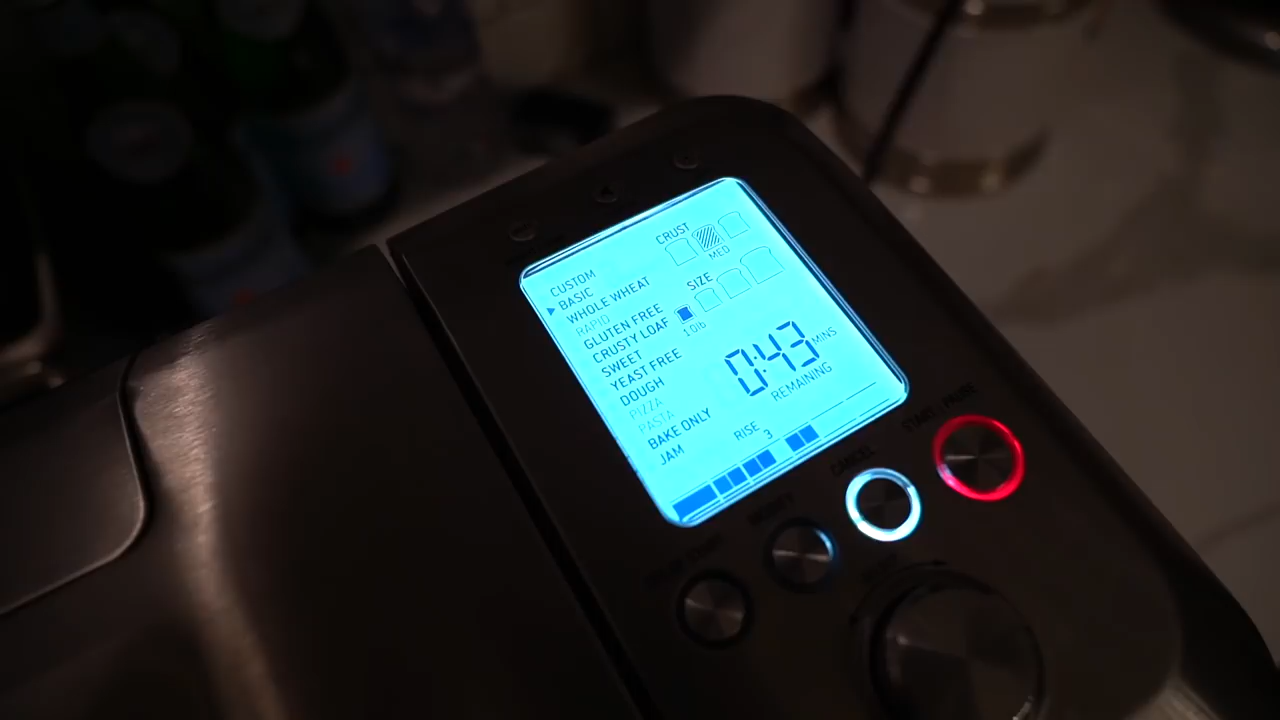 CUSTOM
BASIC
WHOLE WHEAT
RAPID
GLUTEN FREE
CRUSTY LOAF
SWEET
YEAST FREE
DOUGH
PIZZA
PASTA
BAKE ONLY
JAM
CRUST
MED
SIZE
1.0lb
0:43 MINS
REMAINING
RISE
3
START | PAUSE
CANCEL